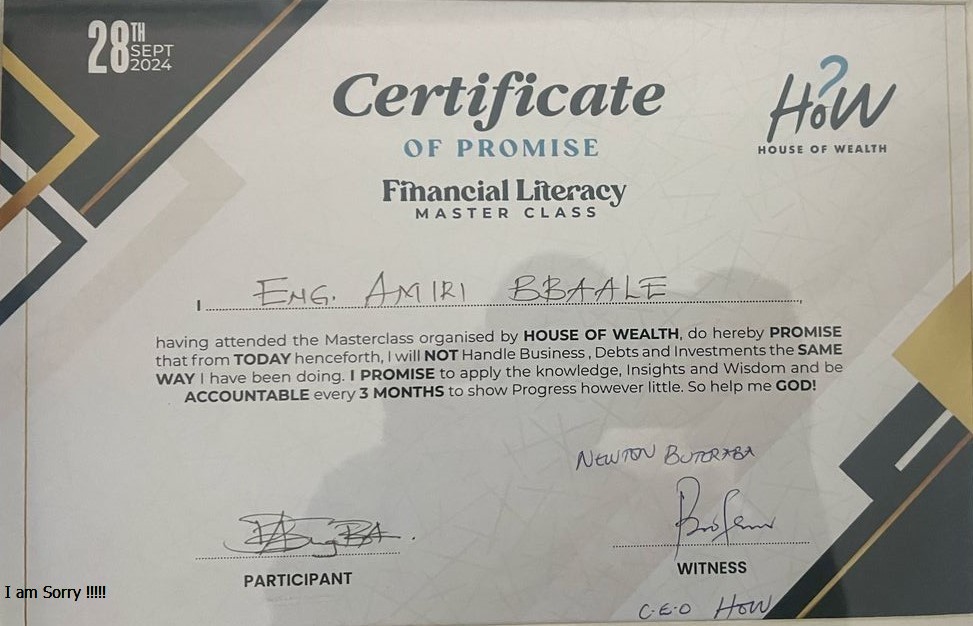 28TH
SEPT
2024
Certificate
OF PROMISE
Financial Literacy
MASTER CLASS
HoW
HOUSE OF WEALTH
I ENG. AMIRI BBAALE,
having attended the Masterclass organised by HOUSE OF WEALTH, do hereby PROMISE
that from TODAY henceforth, I will NOT Handle Business , Debts and Investments the SAME
WAY I have been doing. I PROMISE to apply the knowledge, Insights and Wisdom and be
ACCOUNTABLE every 3 MONTHS to show Progress however little. So help me GOD!
NEWTON BUTERABA
PARTICIPANT
WITNESS
I am Sorry !!!!!
C.E.O HOW